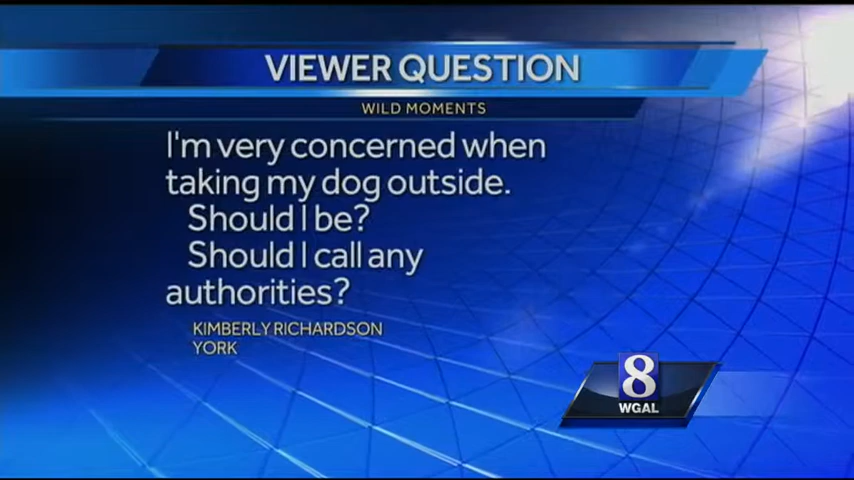 VIEWER QUESTION
WILD MOMENTS
I'm very concerned when
taking my dog outside.
Should I be?
Should I call any
authorities?
KIMBERLY RICHARDSON
YORK
8
WGAL